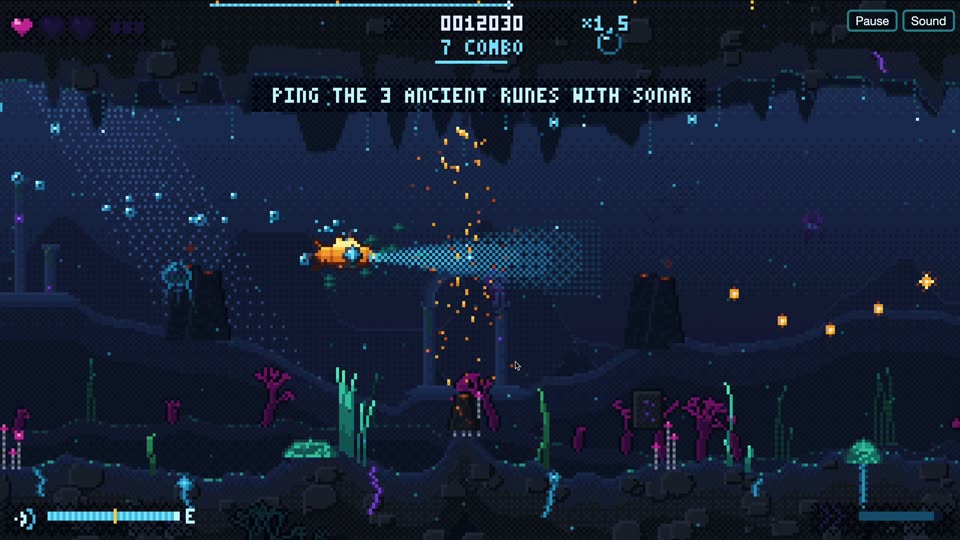 0012030
×1,5
Pause
Sound
7 COMBO
PING THE 3 ANCIENT RUNES WITH SONAR
E